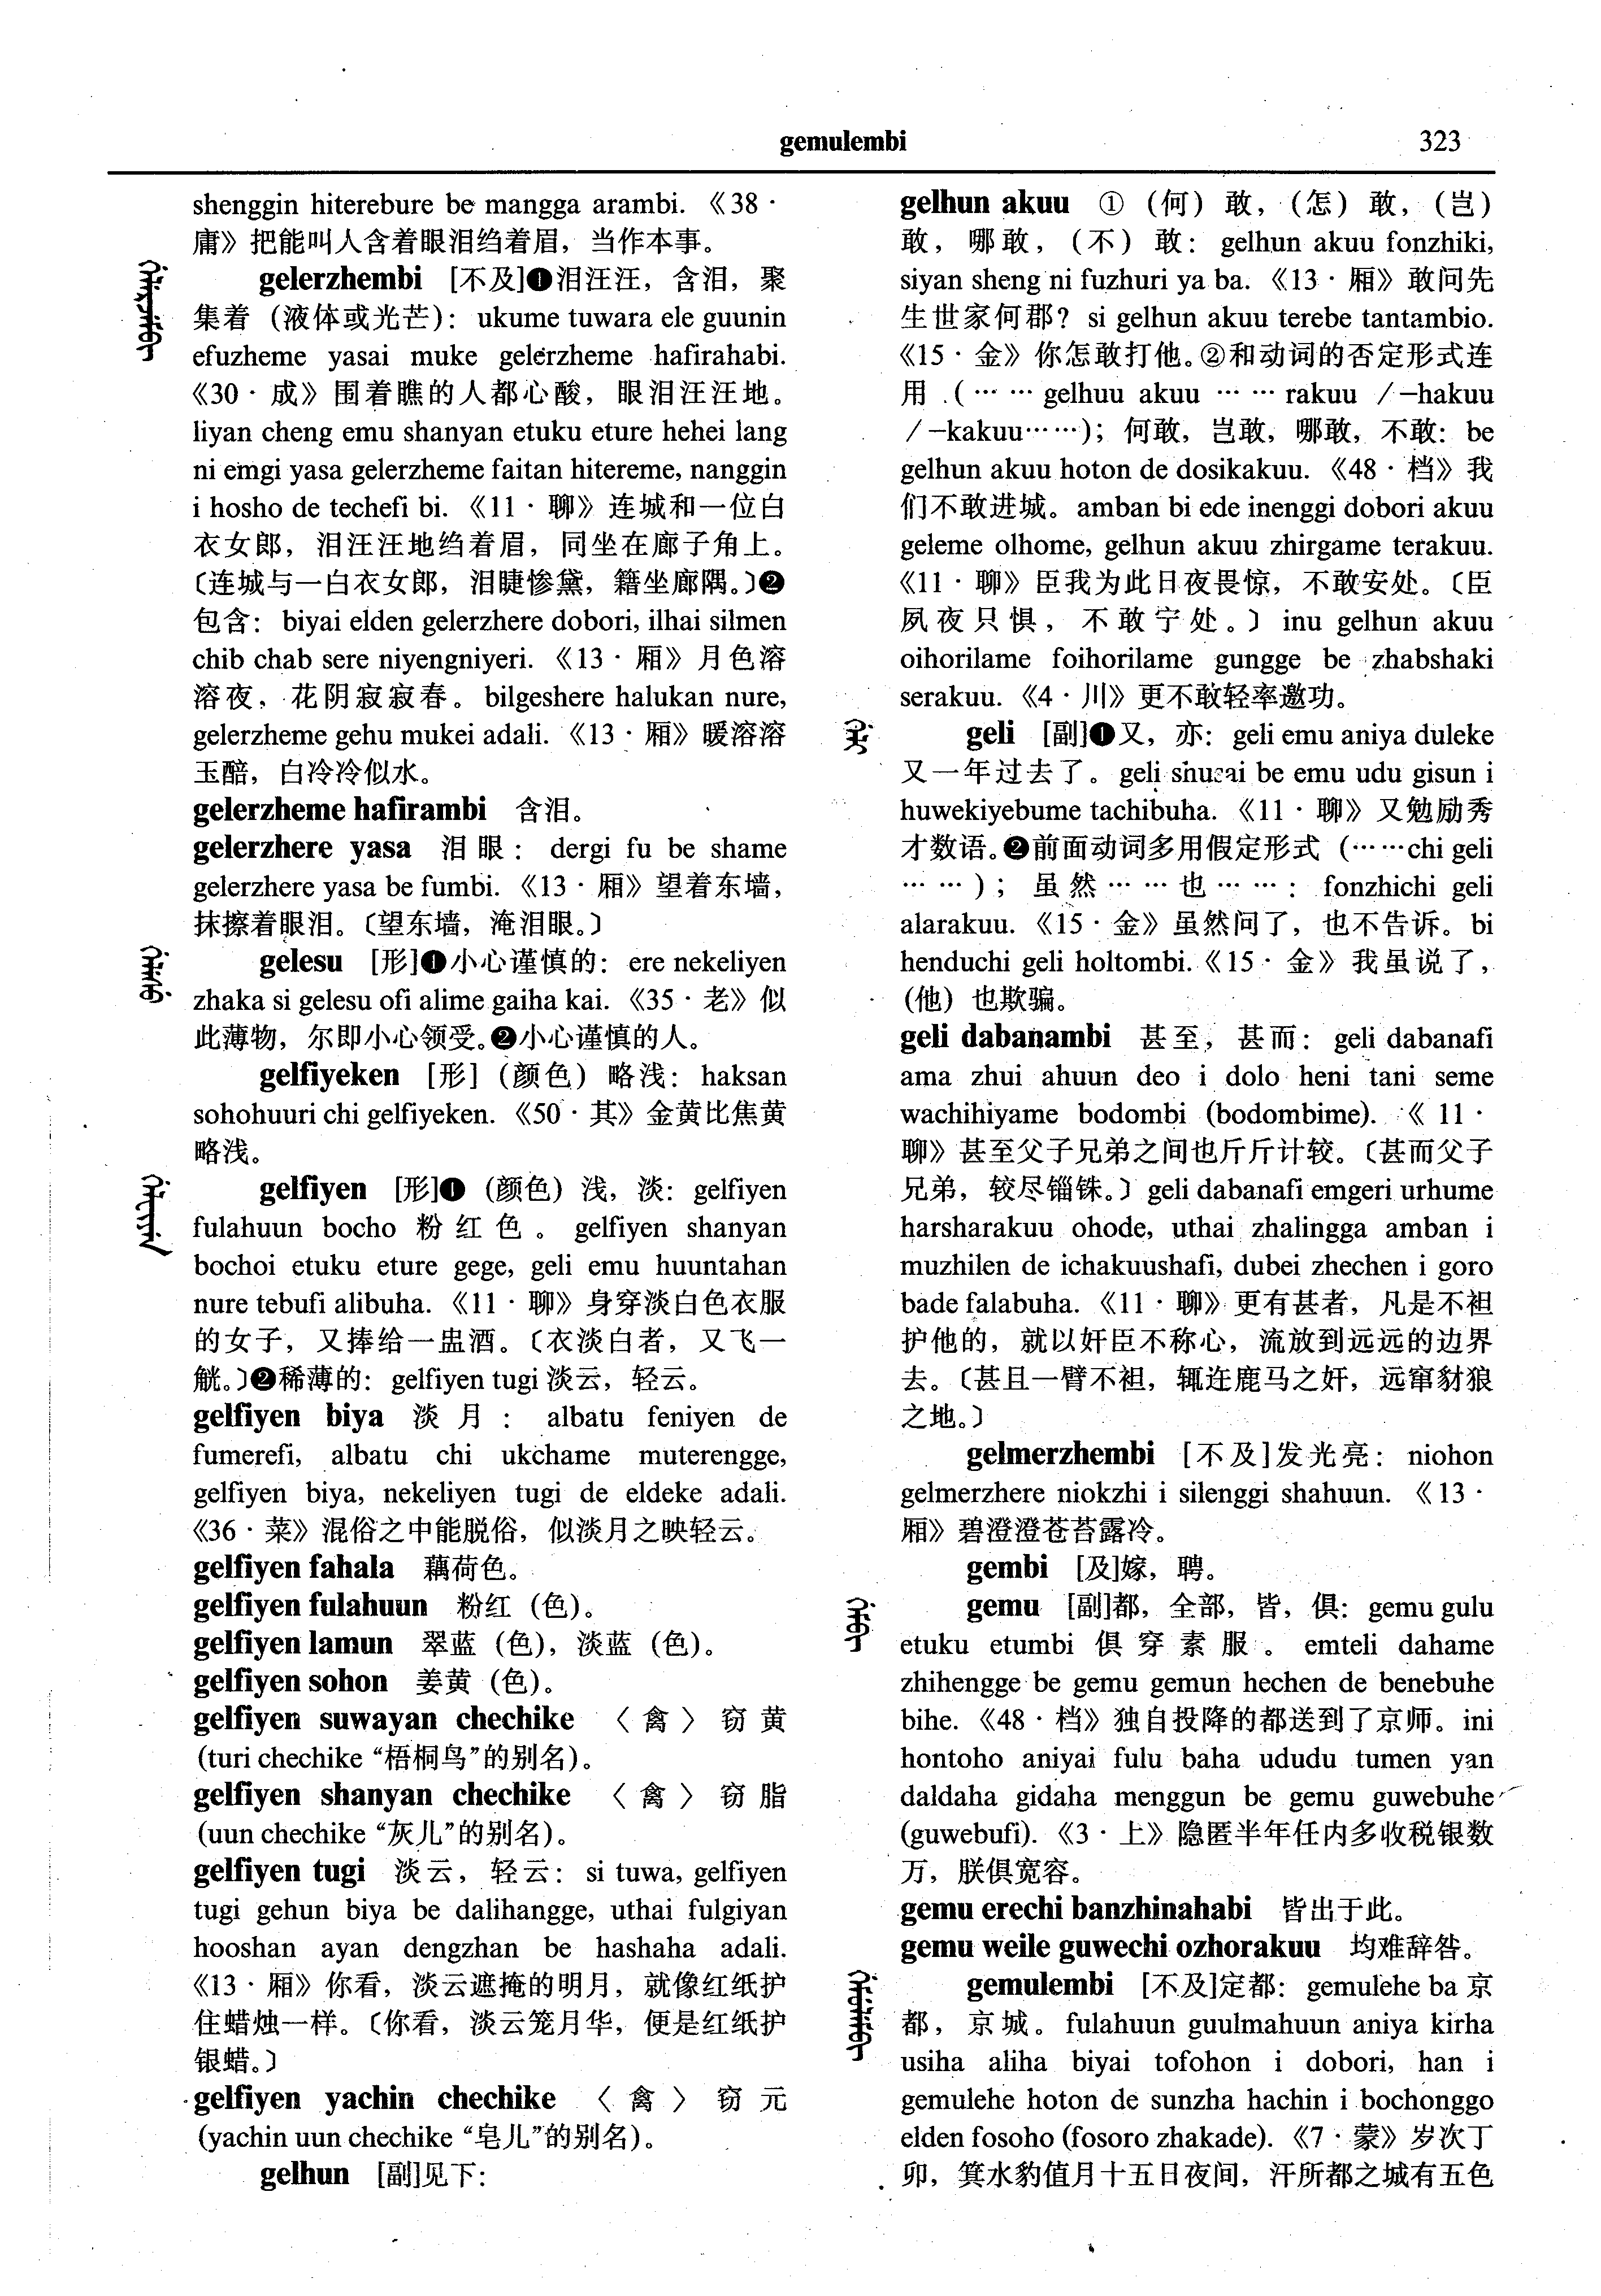 gemulembi
323
shenggin hiterebure be mangga arambi. 《38 ·
庸》把能叫人含着眼泪绉着眉，当作本事。
gelerzhembi [不及]❶泪汪汪，含泪，聚
集着（液体或光芒）：ukume tuwara ele guunin
efuzheme yasai muke gelerzheme hafirahabi.
《30 · 成》围着瞧的人都心酸，眼泪汪汪地。
liyan cheng emu shanyan etuku eture hehei lang
ni emgi yasa gelerzheme faitan hitereme, nanggin
i hosho de techefi bi. 《11 · 聊》连城和一位白
衣女郎，泪汪汪地绉着眉，同坐在廊子角上。
〔连城与一白衣女郎，泪睫惨黛，籍坐廊隅。〕❷
包含：biyai elden gelerzhere dobori, ilhai silmen
chib chab sere niyengniyeri. 《13 · 厢》月色溶
溶夜，花阴寂寂春。bilgeshere halukan nure,
gelerzheme gehu mukei adali. 《13 · 厢》暖溶溶
玉醅，白冷冷似水。
gelerzheme hafirambi 含泪。
gelerzhere yasa 泪眼：dergi fu be shame
gelerzhere yasa be fumbi. 《13 · 厢》望着东墙，
抹擦着眼泪。〔望东墙，淹泪眼。〕
gelesu [形]❶小心谨慎的：ere nekeliyen
zhaka si gelesu ofi alime gaiha kai. 《35 · 老》似
此薄物，尔即小心领受。❷小心谨慎的人。
gelfiyeken [形]（颜色）略浅：haksan
sohohuuri chi gelfiyeken. 《50 · 其》金黄比焦黄
略浅。
gelfiyen [形]❶（颜色）浅，淡：gelfiyen
fulahuun bocho 粉红色。gelfiyen shanyan
bochoi etuku eture gege, geli emu huuntahan
nure tebufi alibuha. 《11 · 聊》身穿淡白色衣服
的女子，又捧给一盅酒。〔衣淡白者，又飞一
觥。〕❷稀薄的：gelfiyen tugi 淡云，轻云。
gelfiyen biya 淡月：albatu feniyen de
fumerefi, albatu chi ukchame muterengge,
gelfiyen biya, nekeliyen tugi de eldeke adali.
《36 · 菜》混俗之中能脱俗，似淡月之映轻云。
gelfiyen fahala 藕荷色。
gelfiyen fulahuun 粉红（色）。
gelfiyen lamun 翠蓝（色），淡蓝（色）。
gelfiyen sohon 姜黄（色）。
gelfiyen suwayan chechike 〈禽〉窃黄
(turi chechike “梧桐鸟”的别名)。
gelfiyen shanyan chechike 〈禽〉窃脂
(uun chechike “灰儿”的别名)。
gelfiyen tugi 淡云，轻云：si tuwa, gelfiyen
tugi gehun biya be dalihangge, uthai fulgiyan
hooshan ayan dengzhan be hashaha adali.
《13 · 厢》你看，淡云遮掩的明月，就像红纸护
住蜡烛一样。〔你看，淡云笼月华，便是红纸护
银蜡。〕
gelfiyen yachin chechike 〈禽〉窃元
(yachin uun chechike “皂儿”的别名)。
gelhun [副]见下：
gelhun akuu ①（何）敢，（怎）敢，（岂）
敢，哪敢，（不）敢：gelhun akuu fonzhiki,
siyan sheng ni fuzhuri ya ba. 《13 · 厢》敢问先
生世家何郡？si gelhun akuu terebe tantambio.
《15 · 金》你怎敢打他。②和动词的否定形式连
用（…… gelhuu akuu …… rakuu /–hakuu
/–kakuu……）；何敢，岂敢，哪敢，不敢：be
gelhun akuu hoton de dosikakuu. 《48 · 档》我
们不敢进城。amban bi ede inenggi dobori akuu
geleme olhome, gelhun akuu zhirgame terakuu.
《11 · 聊》臣我为此日夜畏惊，不敢安处。〔臣
夙夜只惧，不敢宁处。〕inu gelhun akuu
oihorilame foihorilame gungge be zhabshaki
serakuu. 《4 · 川》更不敢轻率邀功。
geli [副]❶又，亦：geli emu aniya duleke
又一年过去了。geli shusai be emu udu gisun i
huwekiyebume tachibuha. 《11 · 聊》又勉励秀
才数语。❷前面动词多用假定形式（……chi geli
……）；虽然……也……：fonzhichi geli
alarakuu. 《15 · 金》虽然问了，也不告诉。bi
henduchi geli holtombi. 《15 · 金》我虽说了，
（他）也欺骗。
geli dabanambi 甚至，甚而：geli dabanafi
ama zhui ahuun deo i dolo heni tani seme
wachihiyame bodombi (bodombime). 《11 ·
聊》甚至父子兄弟之间也斤斤计较。〔甚而父子
兄弟，较尽锱铢。〕geli dabanafi emgeri urhume
harsharakuu ohode, uthai zhalingga amban i
muzhilen de ichakuushafi, dubei zhechen i goro
bade falabuha. 《11 · 聊》更有甚者，凡是不袒
护他的，就以奸臣不称心，流放到远远的边界
去。〔甚且一臂不袒，辄迕鹿马之奸，远窜豺狼
之地。〕
gelmerzhembi [不及]发光亮：niohon
gelmerzhere niokzhi i silenggi shahuun. 《13 ·
厢》碧澄澄苍苔露冷。
gembi [及]嫁，聘。
gemu [副]都，全部，皆，俱：gemu gulu
etuku etumbi 俱穿素服。emteli dahame
zhihengge be gemu gemun hechen de benebuhe
bihe. 《48 · 档》独自投降的都送到了京师。ini
hontoho aniyai fulu baha ududu tumen yan
daldaha gidaha menggun be gemu guwebuhe
(guwebufi). 《3 · 上》隐匿半年任内多收税银数
万，朕俱宽容。
gemu erechi banzhinahabi 皆出于此。
gemu weile guwechi ozhorakuu 均难辞咎。
gemulembi [不及]定都：gemulehe ba 京
都，京城。fulahuun guulmahuun aniya kirha
usiha aliha biyai tofohon i dobori, han i
gemulehe hoton de sunzha hachin i bochonggo
elden fosoho (fosoro zhakade). 《7 · 蒙》岁次丁
卯，箕水豹值月十五日夜间，汗所都之城有五色